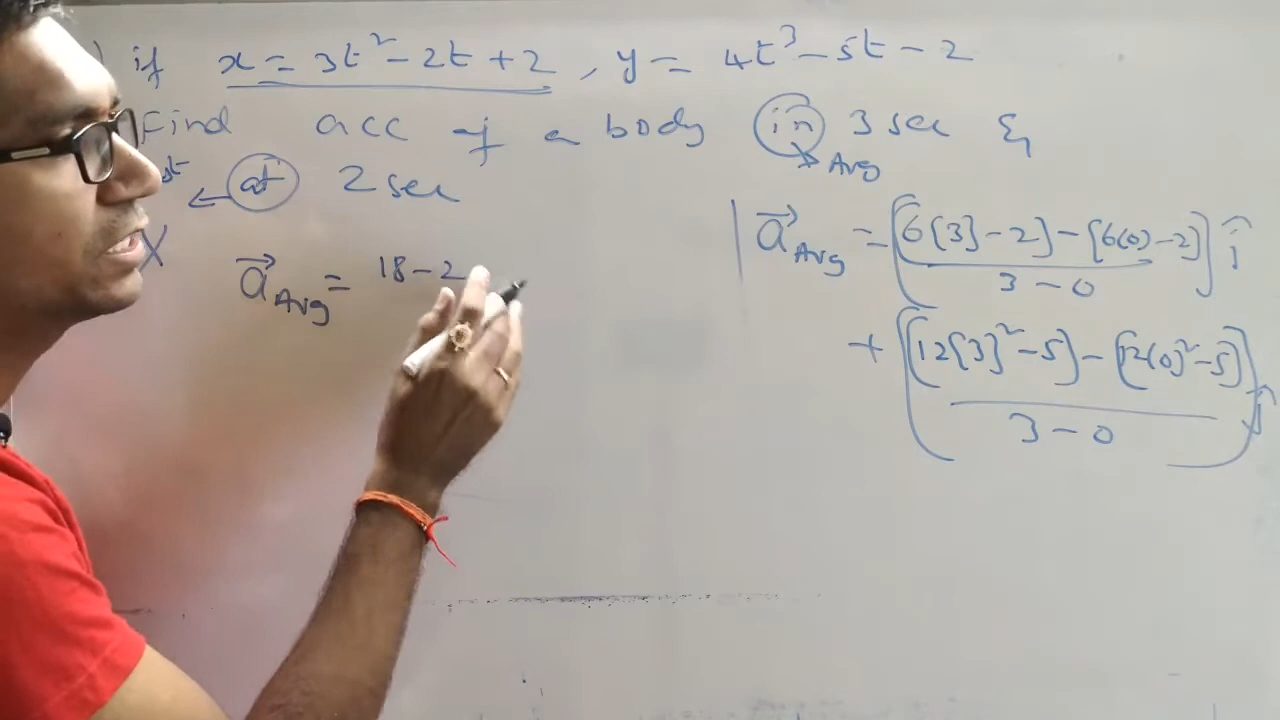 ) if x = 3t² - 2t + 2 , y = 4t³ - 5t - 2
Find acc of a body in 3 sec &
Avg
at 2 sec
a⃗ Avg = [[6(3) - 2] - [6(0) - 2] / 3 - 0] î
+ [[12(3)² - 5] - [12(0)² - 5] / 3 - 0] ĵ
a⃗ Avg = 18 - 2